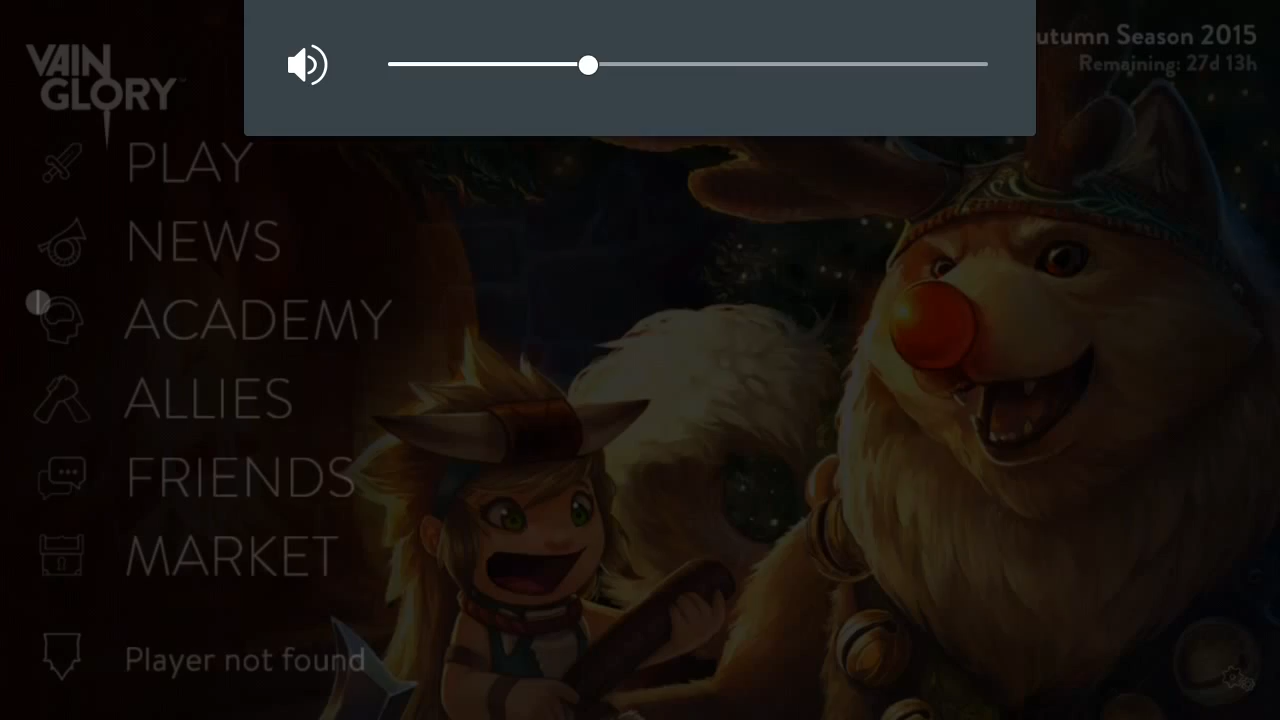 VAIN
GLORY
utumn Season 2015
Remaining: 27d 13h
PLAY
NEWS
ACADEMY
ALLIES
FRIENDS
MARKET
Player not found